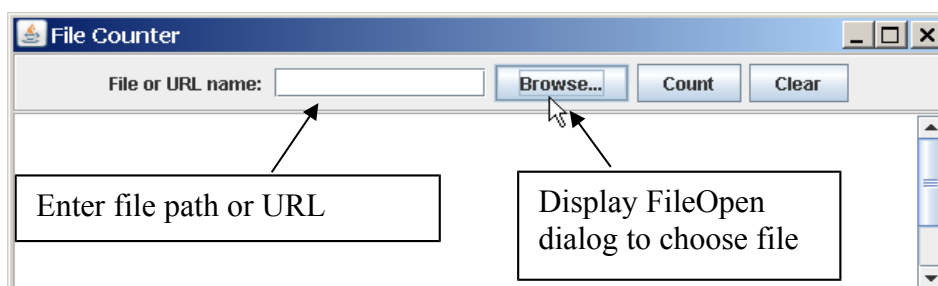 File Counter
File or URL name: Browse... Count Clear
Enter file path or URL
Display FileOpen
dialog to choose file